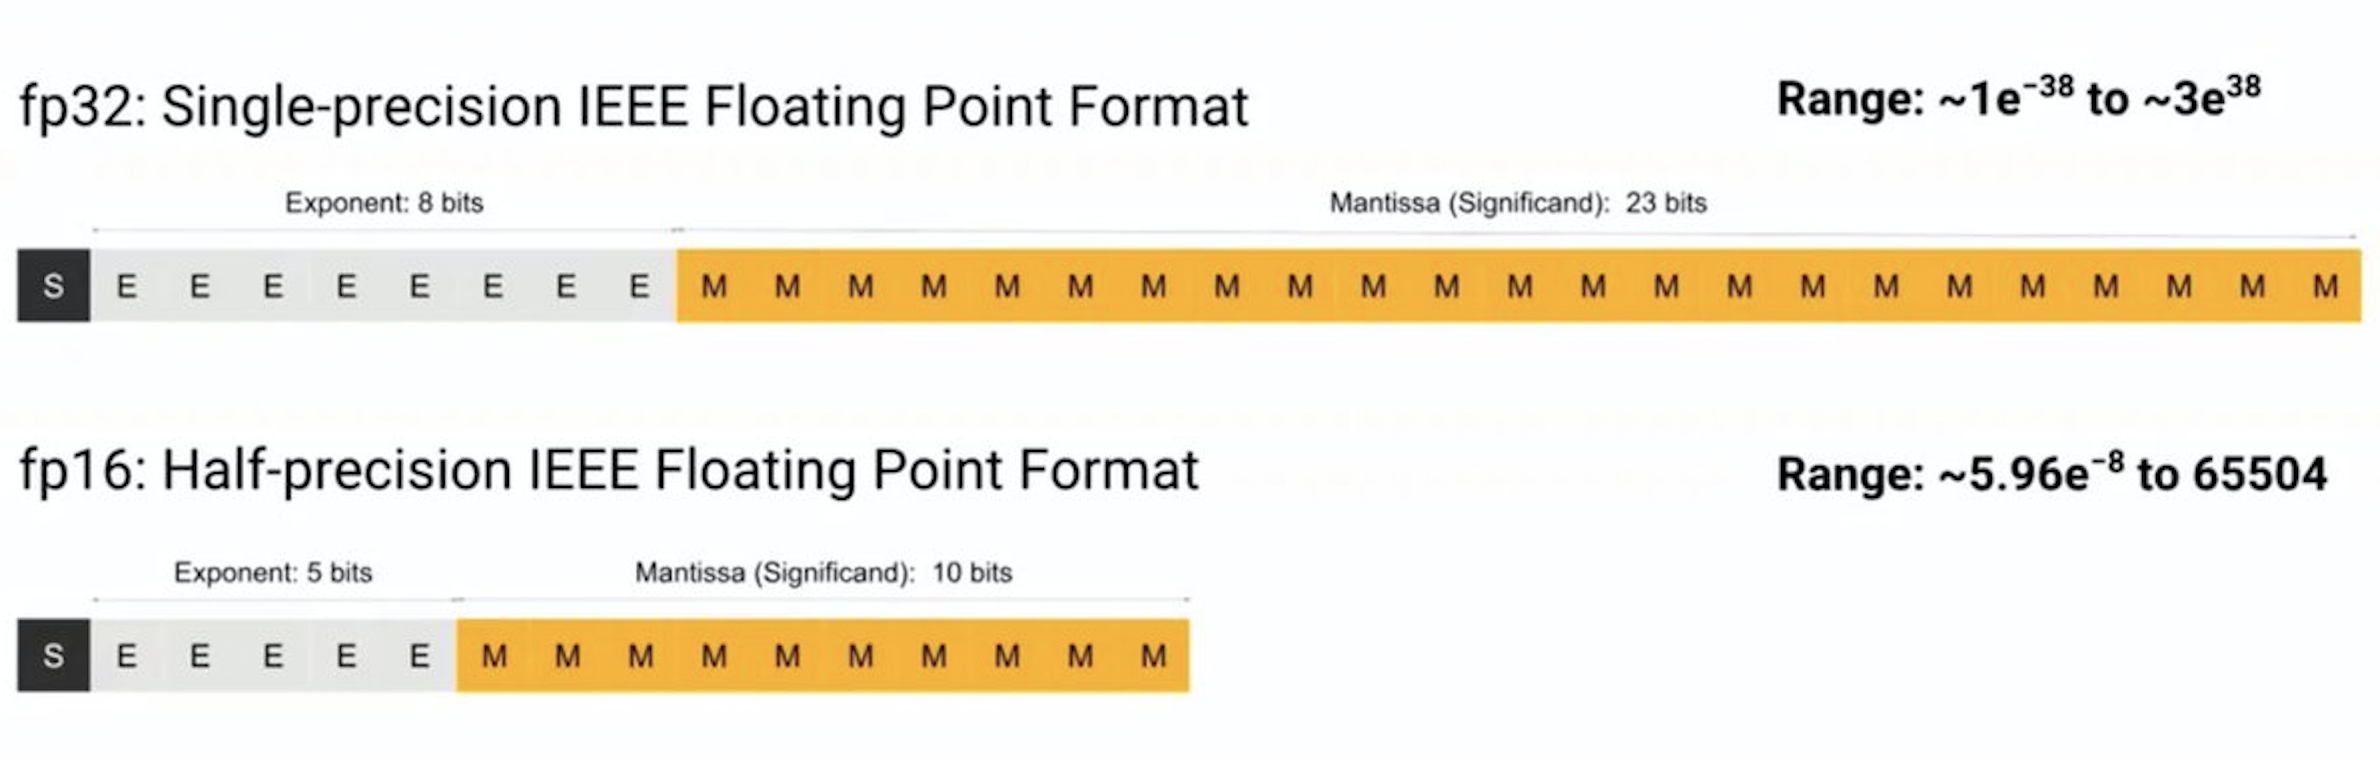 fp32: Single-precision IEEE Floating Point Format
Range: ~1e⁻³⁸ to ~3e³⁸
Exponent: 8 bits
Mantissa (Significand): 23 bits
S E E E E E E E E M M M M M M M M M M M M M M M M M M M M M M M
fp16: Half-precision IEEE Floating Point Format
Range: ~5.96e⁻⁸ to 65504
Exponent: 5 bits
Mantissa (Significand): 10 bits
S E E E E E M M M M M M M M M M